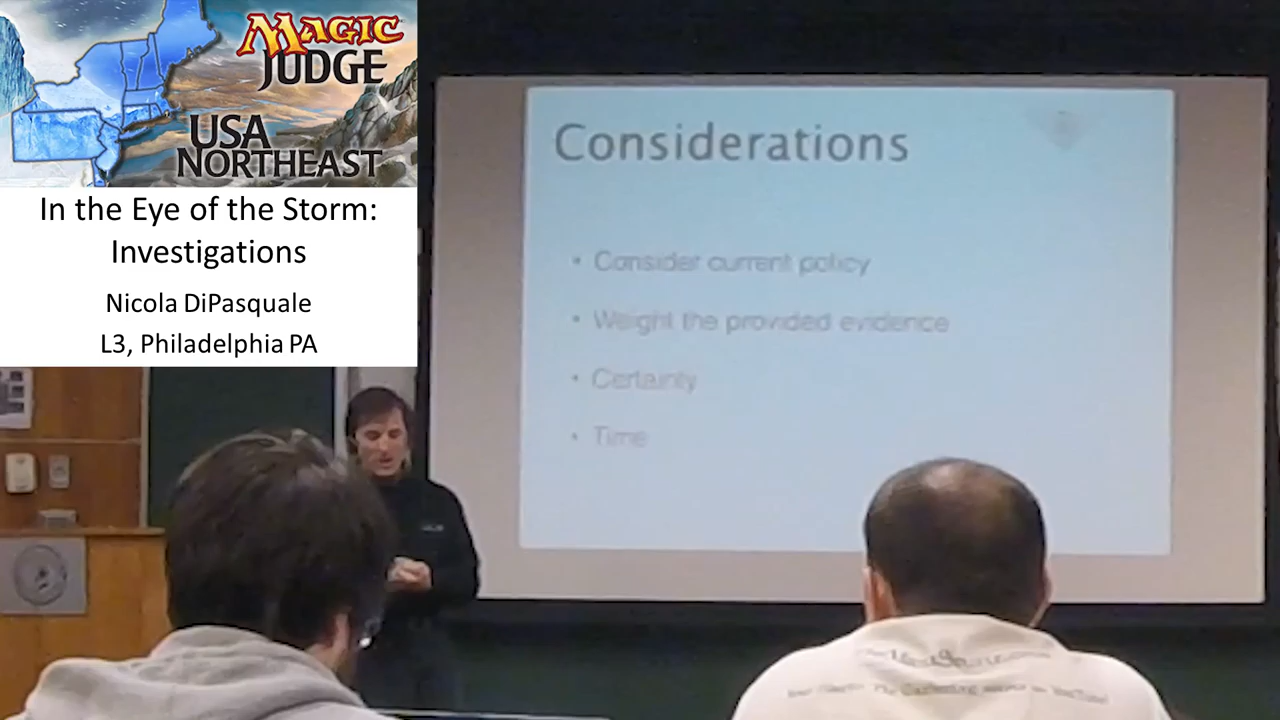 MAGIC
JUDGE
USA
NORTHEAST
In the Eye of the Storm:
Investigations
Nicola DiPasquale
L3, Philadelphia PA
Considerations
• Consider current policy
• Weight the provided evidence
• Certainty
• Time